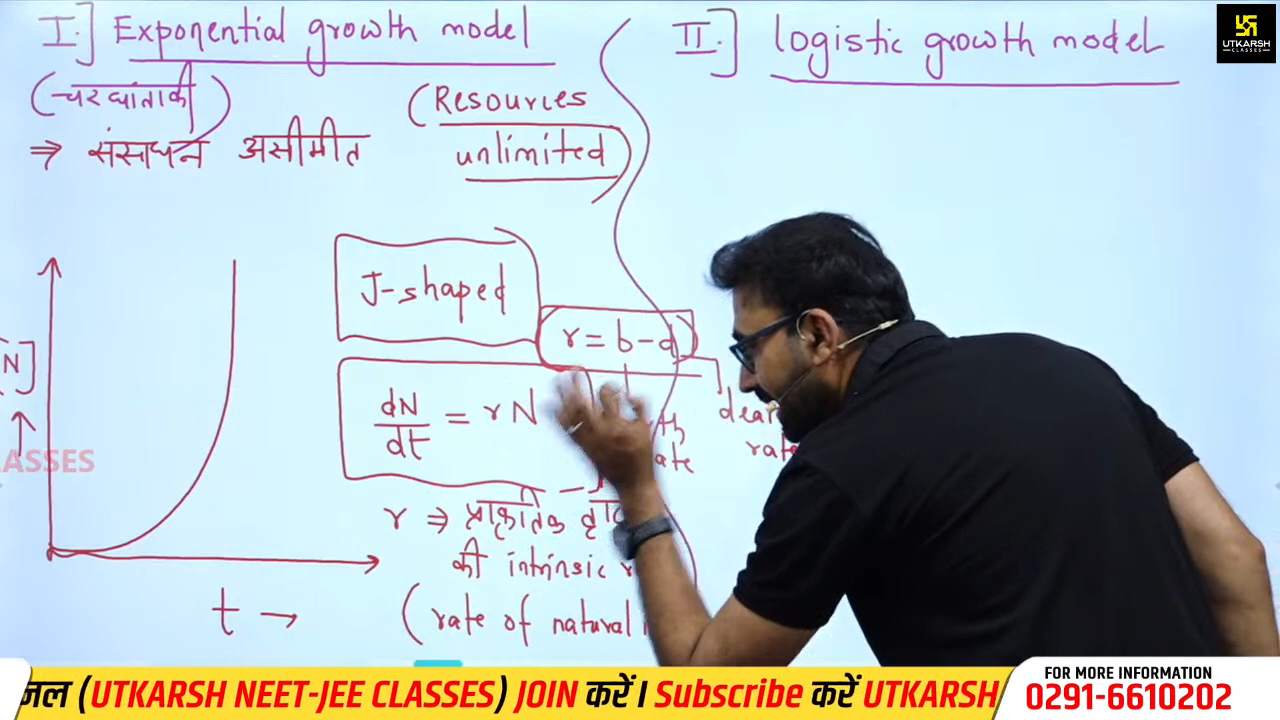 I.] Exponential growth model
(चरघांताकी)
(Resources
unlimited)
⇒ संसाधन असीमीत
J-shaped
r = b-d
[N]
↑
dN/dt = rN
rate
death
rate
r ⇒ प्राकृतिक
की intrinsic
t →
(rate of natural
II.] logistic growth model
UTKARSH
CLASSES
LASSES
जल (UTKARSH NEET-JEE CLASSES) JOIN करें I Subscribe करें UTKARSH
FOR MORE INFORMATION
0291-6610202